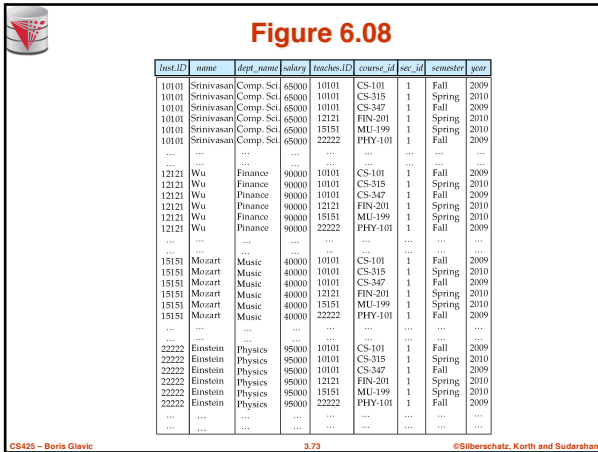 Figure 6.08
Inst.ID name dept_name salary teaches.ID course_id sec_id semester year
10101 Srinivasan Comp. Sci. 65000 10101 CS-101 1 Fall 2009
10101 Srinivasan Comp. Sci. 65000 10101 CS-315 1 Spring 2010
10101 Srinivasan Comp. Sci. 65000 10101 CS-347 1 Fall 2009
10101 Srinivasan Comp. Sci. 65000 12121 FIN-201 1 Spring 2010
10101 Srinivasan Comp. Sci. 65000 15151 MU-199 1 Spring 2010
10101 Srinivasan Comp. Sci. 65000 22222 PHY-101 1 Fall 2009
... ... ... ... ... ... ... ... ...
... ... ... ... ... ... ... ... ...
12121 Wu Finance 90000 10101 CS-101 1 Fall 2009
12121 Wu Finance 90000 10101 CS-315 1 Spring 2010
12121 Wu Finance 90000 10101 CS-347 1 Fall 2009
12121 Wu Finance 90000 12121 FIN-201 1 Spring 2010
12121 Wu Finance 90000 15151 MU-199 1 Spring 2010
12121 Wu Finance 90000 22222 PHY-101 1 Fall 2009
... ... ... ... ... ... ... ... ...
... ... ... ... ... ... ... ... ...
15151 Mozart Music 40000 10101 CS-101 1 Fall 2009
15151 Mozart Music 40000 10101 CS-315 1 Spring 2010
15151 Mozart Music 40000 10101 CS-347 1 Fall 2009
15151 Mozart Music 40000 12121 FIN-201 1 Spring 2010
15151 Mozart Music 40000 15151 MU-199 1 Spring 2010
15151 Mozart Music 40000 22222 PHY-101 1 Fall 2009
... ... ... ... ... ... ... ... ...
... ... ... ... ... ... ... ... ...
22222 Einstein Physics 95000 10101 CS-101 1 Fall 2009
22222 Einstein Physics 95000 10101 CS-315 1 Spring 2010
22222 Einstein Physics 95000 10101 CS-347 1 Fall 2009
22222 Einstein Physics 95000 12121 FIN-201 1 Spring 2010
22222 Einstein Physics 95000 15151 MU-199 1 Spring 2010
22222 Einstein Physics 95000 22222 PHY-101 1 Fall 2009
... ... ... ... ... ... ... ... ...
... ... ... ... ... ... ... ... ...
CS425 – Boris Glavic 3.73 ©Silberschatz, Korth and Sudarshan